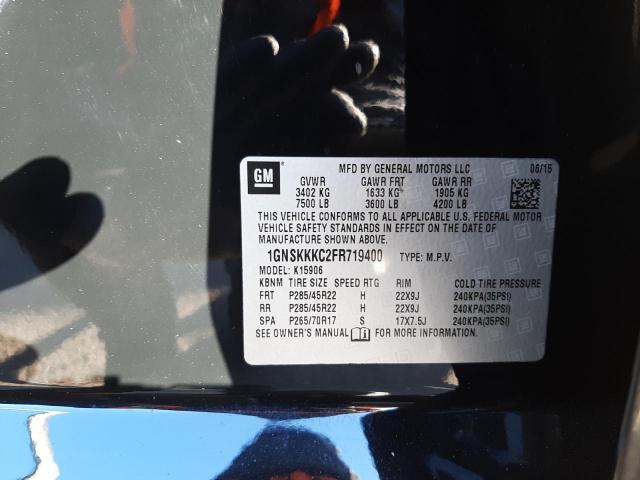 GM
MFD BY GENERAL MOTORS LLC 06/15
GVWR GAWR FRT GAWR RR
3402 KG 1633 KG 1905 KG
7500 LB 3600 LB 4200 LB
THIS VEHICLE CONFORMS TO ALL APPLICABLE U.S. FEDERAL MOTOR
VEHICLE SAFETY STANDARDS IN EFFECT ON THE DATE OF
MANUFACTURE SHOWN ABOVE.
1GNSKKKC2FR719400 TYPE: M.P.V.
MODEL: K15906
KBNM TIRE SIZE SPEED RTG RIM COLD TIRE PRESSURE
FRT P285/45R22 H 22X9J 240KPA(35PSI)
RR P285/45R22 H 22X9J 240KPA(35PSI)
SPA P265/70R17 S 17X7.5J 240KPA(35PSI)
SEE OWNER'S MANUAL FOR MORE INFORMATION.